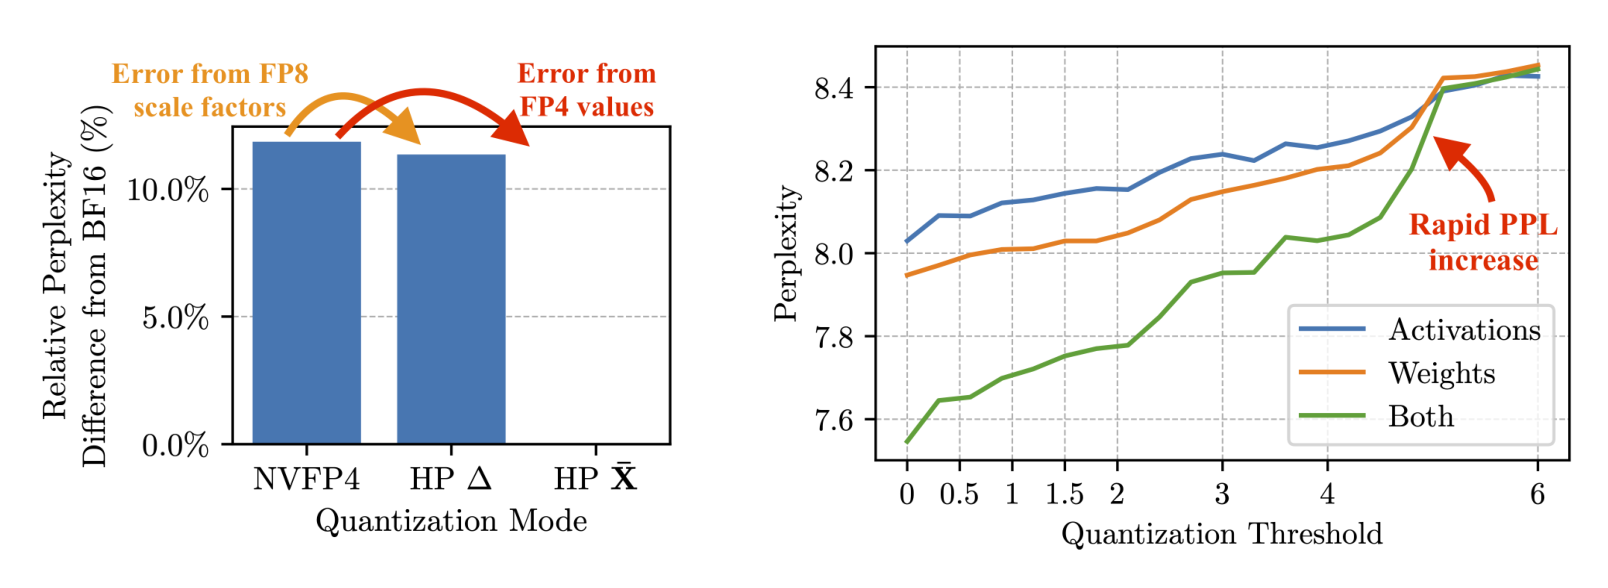 Error from FP8
scale factors
Error from
FP4 values
Relative Perplexity
Difference from BF16 (%)
10.0%
5.0%
0.0%
NVFP4
HP Δ
HP X̄
Quantization Mode
Perplexity
8.4
8.2
8.0
7.8
7.6
Rapid PPL
increase
Activations
Weights
Both
0 0.5 1 1.5 2 3 4 6
Quantization Threshold